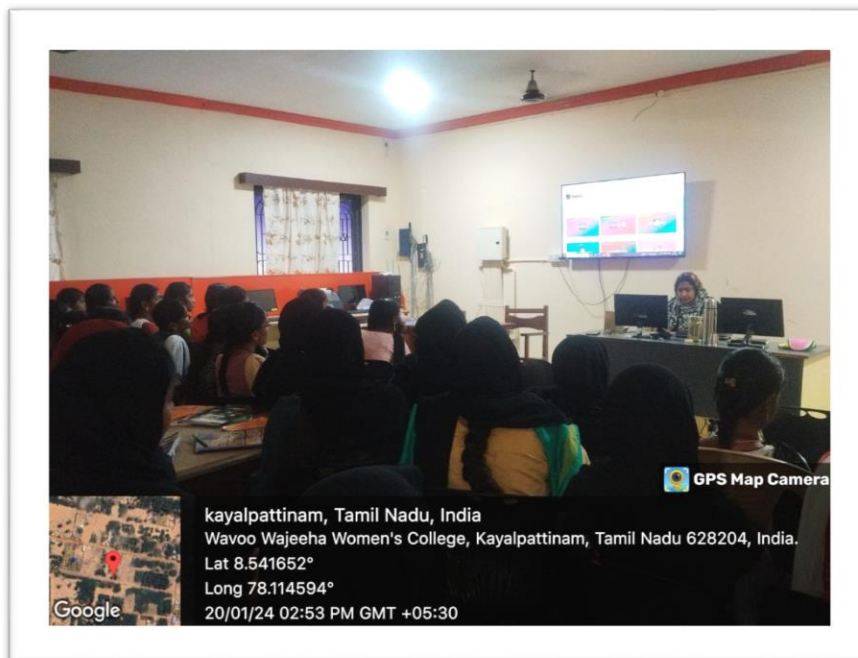 GPS Map Camera
kayalpattinam, Tamil Nadu, India
Wavoo Wajeeha Women's College, Kayalpattinam, Tamil Nadu 628204, India.
Lat 8.541652°
Long 78.114594°
20/01/24 02:53 PM GMT +05:30
Google